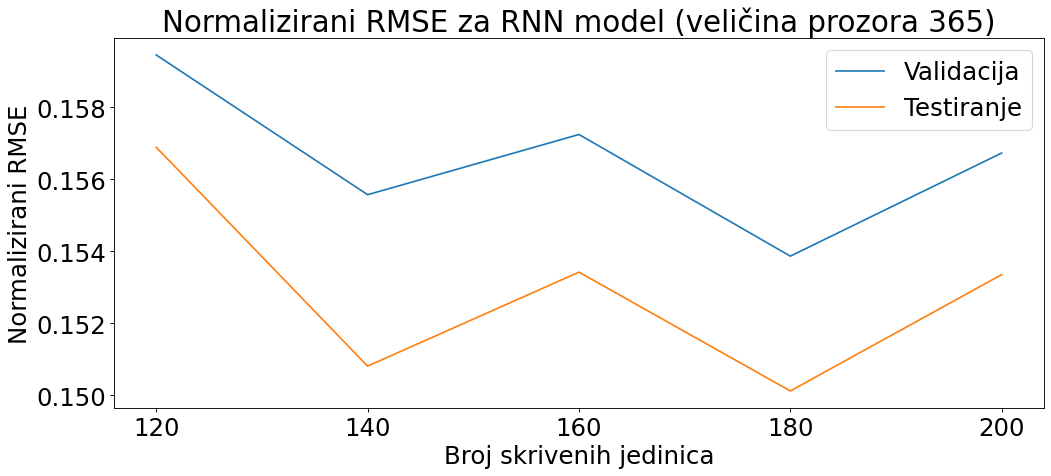 Normalizirani RMSE za RNN model (veličina prozora 365)
Validacija
Testiranje
Normalizirani RMSE
0.158
0.156
0.154
0.152
0.150
120 140 160 180 200
Broj skrivenih jedinica